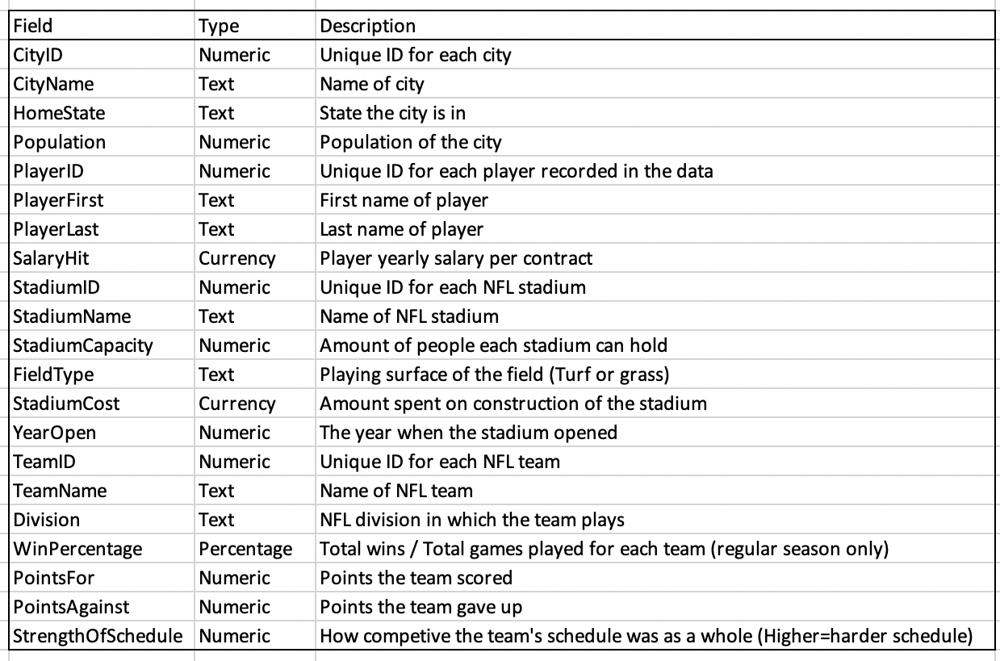 Field Type Description
CityID Numeric Unique ID for each city
CityName Text Name of city
HomeState Text State the city is in
Population Numeric Population of the city
PlayerID Numeric Unique ID for each player recorded in the data
PlayerFirst Text First name of player
PlayerLast Text Last name of player
SalaryHit Currency Player yearly salary per contract
StadiumID Numeric Unique ID for each NFL stadium
StadiumName Text Name of NFL stadium
StadiumCapacity Numeric Amount of people each stadium can hold
FieldType Text Playing surface of the field (Turf or grass)
StadiumCost Currency Amount spent on construction of the stadium
YearOpen Numeric The year when the stadium opened
TeamID Numeric Unique ID for each NFL team
TeamName Text Name of NFL team
Division Text NFL division in which the team plays
WinPercentage Percentage Total wins / Total games played for each team (regular season only)
PointsFor Numeric Points the team scored
PointsAgainst Numeric Points the team gave up
StrengthOfSchedule Numeric How competive the team's schedule was as a whole (Higher=harder schedule)